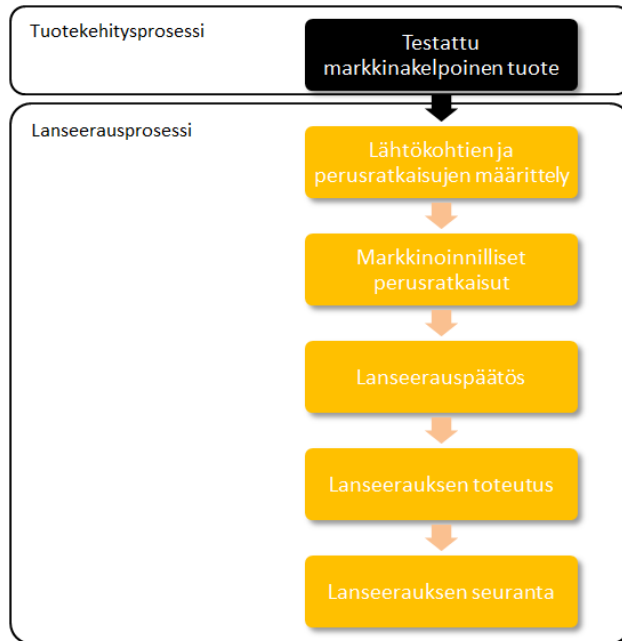 Tuotekehitysprosessi
Testattu
markkinakelpoinen tuote
Lanseerausprosessi
Lähtökohtien ja
perusratkaisujen määrittely
Markkinoinnilliset
perusratkaisut
Lanseerauspäätös
Lanseerauksen toteutus
Lanseerauksen seuranta